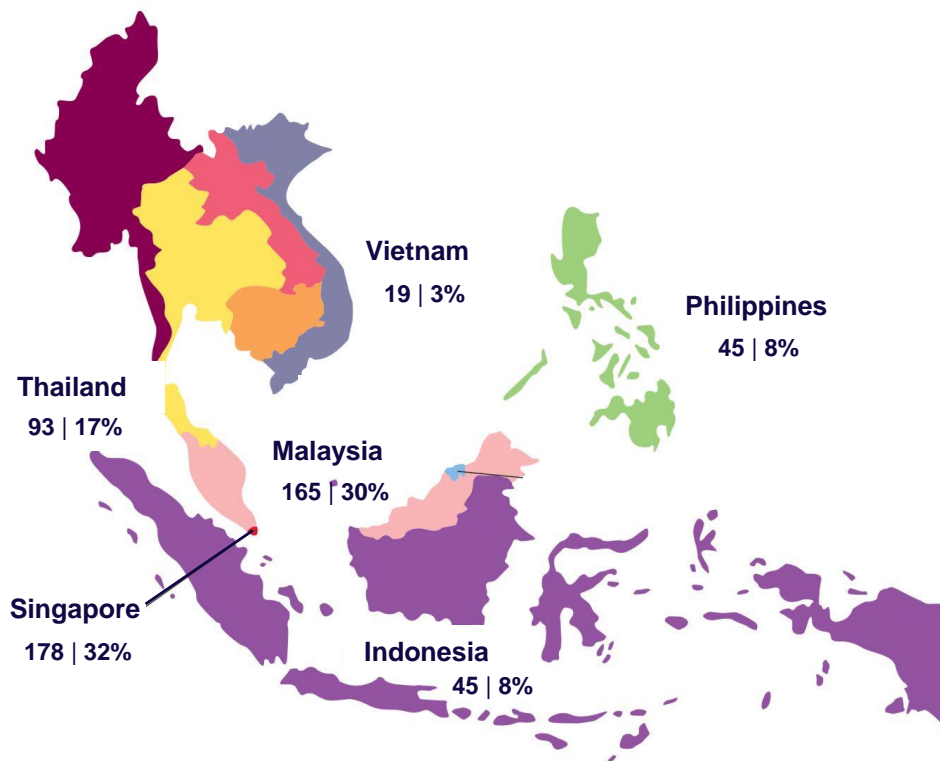 Vietnam
19 | 3%
Philippines
45 | 8%
Thailand
93 | 17%
Malaysia
165 | 30%
Singapore
178 | 32%
Indonesia
45 | 8%